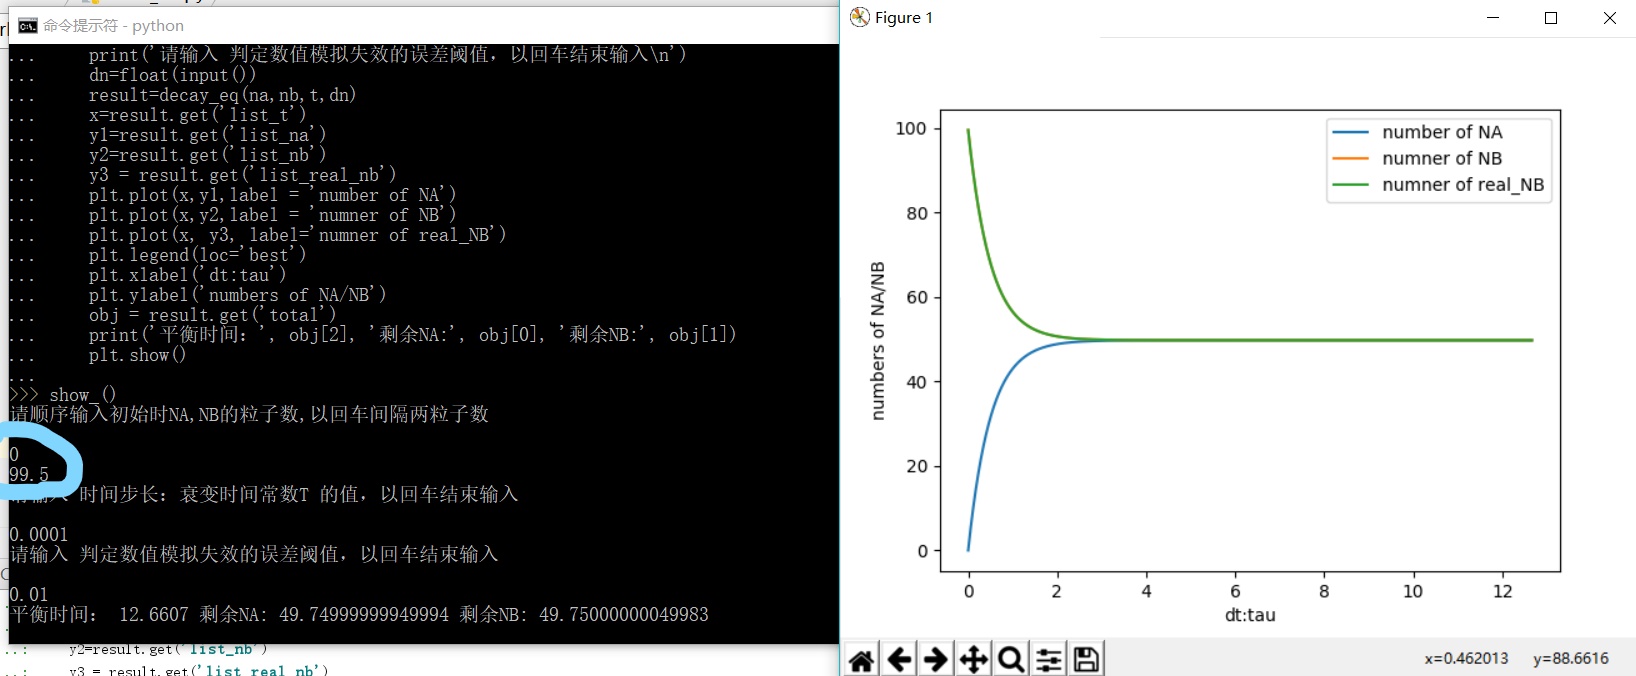 命令提示符 - python
...     print('请输入 判定数值模拟失效的误差阈值，以回车结束输入\n')
...     dn=float(input())
...     result=decay_eq(na,nb,t,dn)
...     x=result.get('list_t')
...     y1=result.get('list_na')
...     y2=result.get('list_nb')
...     y3 = result.get('list_real_nb')
...     plt.plot(x,y1,label = 'number of NA')
...     plt.plot(x,y2,label = 'numner of NB')
...     plt.plot(x, y3, label='numner of real_NB')
...     plt.legend(loc='best')
...     plt.xlabel('dt:tau')
...     plt.ylabel('numbers of NA/NB')
...     obj = result.get('total')
...     print('平衡时间：', obj[2], '剩余NA:', obj[0], '剩余NB:', obj[1])
...     plt.show()
...
>>> show_()
请顺序输入初始时NA,NB的粒子数,以回车间隔两粒子数
0
99.5
请输入 时间步长：衰变时间常数T 的值，以回车结束输入
0.0001
请输入 判定数值模拟失效的误差阈值，以回车结束输入
0.01
平衡时间： 12.6607 剩余NA: 49.74999999949994 剩余NB: 49.75000000049983
y2=result.get('list_nb')
y3 = result.get('list_real_nb')
Figure 1
number of NA
numner of NB
numner of real_NB
100
80
60
40
20
0
numbers of NA/NB
0 2 4 6 8 10 12
dt:tau
x=0.462013 y=88.6616